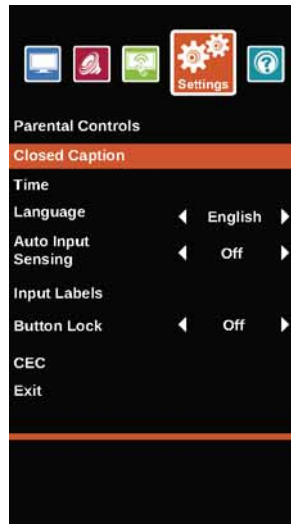 Settings
Parental Controls
Closed Caption
Time
Language English
Auto Input
Sensing Off
Input Labels
Button Lock Off
CEC
Exit